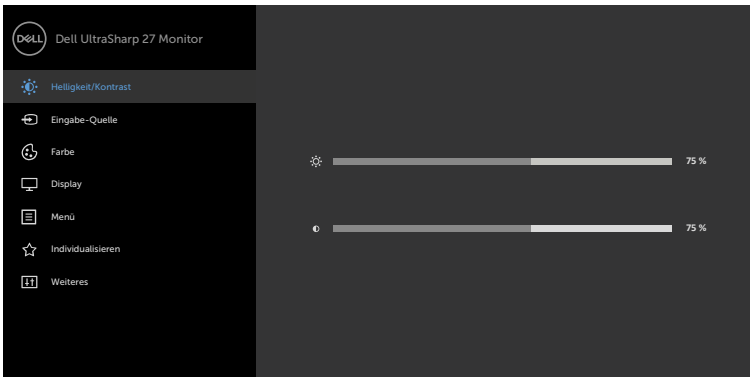 DELL
Dell UltraSharp 27 Monitor
Helligkeit/Kontrast
Eingabe-Quelle
Farbe
75 %
Display
Menü
75 %
Individualisieren
Weiteres